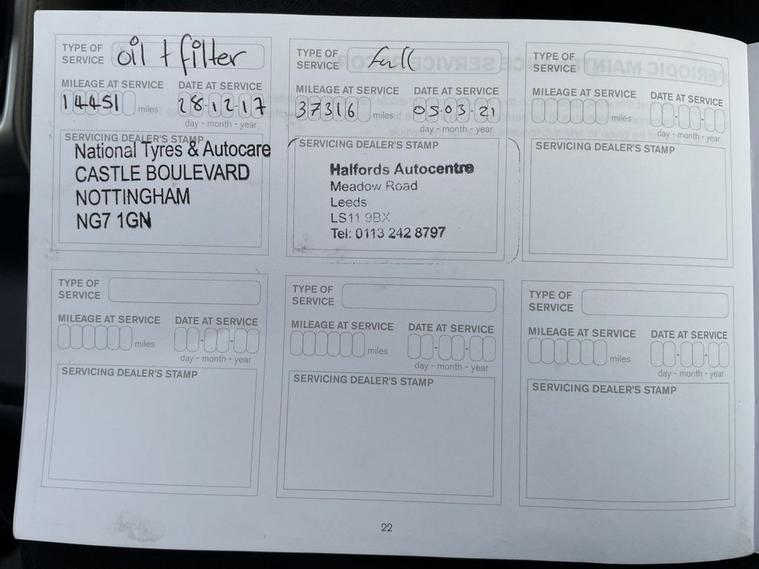 TYPE OF SERVICE oil + filter
MILEAGE AT SERVICE DATE AT SERVICE
14451 miles 28-12-17
day - month - year
SERVICING DEALER'S STAMP
National Tyres & Autocare
CASTLE BOULEVARD
NOTTINGHAM
NG7 1GN
TYPE OF SERVICE full
MILEAGE AT SERVICE DATE AT SERVICE
37316 miles 05-03-21
day - month - year
SERVICING DEALER'S STAMP
Halfords Autocentre
Meadow Road
Leeds
LS11 9BX
Tel: 0113 242 8797
TYPE OF SERVICE
MILEAGE AT SERVICE DATE AT SERVICE
miles
day - month - year
SERVICING DEALER'S STAMP
TYPE OF SERVICE
MILEAGE AT SERVICE DATE AT SERVICE
miles
day - month - year
SERVICING DEALER'S STAMP
TYPE OF SERVICE
MILEAGE AT SERVICE DATE AT SERVICE
miles
day - month - year
SERVICING DEALER'S STAMP
TYPE OF SERVICE
MILEAGE AT SERVICE DATE AT SERVICE
miles
day - month - year
SERVICING DEALER'S STAMP
22